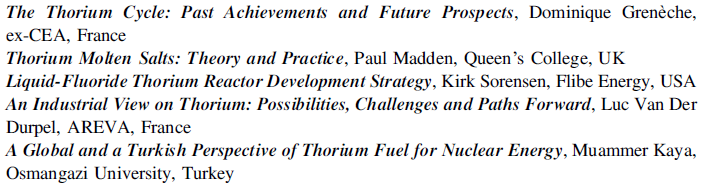 The Thorium Cycle: Past Achievements and Future Prospects, Dominique Grenèche,
ex-CEA, France
Thorium Molten Salts: Theory and Practice, Paul Madden, Queen's College, UK
Liquid-Fluoride Thorium Reactor Development Strategy, Kirk Sorensen, Flibe Energy, USA
An Industrial View on Thorium: Possibilities, Challenges and Paths Forward, Luc Van Der
Durpel, AREVA, France
A Global and a Turkish Perspective of Thorium Fuel for Nuclear Energy, Muammer Kaya,
Osmangazi University, Turkey